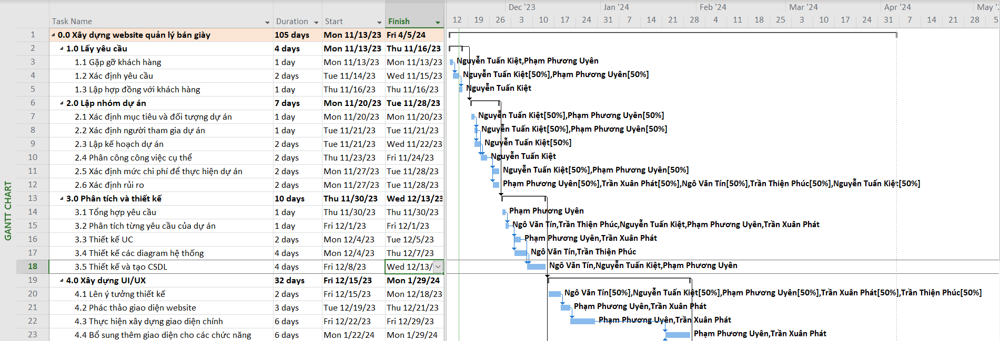 Dec '23 Jan '24 Feb '24 Mar '24 Apr '24 May '2
Task Name Duration Start Finish 12 19 26 3 10 17 24 31 7 14 21 28 4 11 18 25 3 10 17 24 31 7 14 21 28 5
1 0.0 Xây dựng website quản lý bán giày 105 days Mon 11/13/23 Fri 4/5/24
2 1.0 Lấy yêu cầu 4 days Mon 11/13/23 Thu 11/16/23
3 1.1 Gặp gỡ khách hàng 1 day Mon 11/13/23 Mon 11/13/23 Nguyễn Tuấn Kiệt,Phạm Phương Uyên
4 1.2 Xác định yêu cầu 2 days Tue 11/14/23 Wed 11/15/23 Nguyễn Tuấn Kiệt[50%],Phạm Phương Uyên[50%]
5 1.3 Lập hợp đồng với khách hàng 1 day Thu 11/16/23 Thu 11/16/23 Nguyễn Tuấn Kiệt
6 2.0 Lập nhóm dự án 7 days Mon 11/20/23 Tue 11/28/23
7 2.1 Xác định mục tiêu và đối tượng dự án 1 day Mon 11/20/23 Mon 11/20/23 Nguyễn Tuấn Kiệt[50%],Phạm Phương Uyên[50%]
8 2.2 Xác định người tham gia dự án 1 day Tue 11/21/23 Tue 11/21/23 Nguyễn Tuấn Kiệt[50%],Phạm Phương Uyên[50%]
9 2.3 Lập kế hoạch dự án 2 days Tue 11/21/23 Wed 11/22/23 Nguyễn Tuấn Kiệt[50%]
10 2.4 Phân công công việc cụ thể 2 days Thu 11/23/23 Fri 11/24/23 Nguyễn Tuấn Kiệt
11 2.5 Xác định mức chi phí để thực hiện dự án 2 days Mon 11/27/23 Tue 11/28/23 Nguyễn Tuấn Kiệt[50%],Phạm Phương Uyên[50%]
12 2.6 Xác định rủi ro 2 days Mon 11/27/23 Tue 11/28/23 Phạm Phương Uyên[50%],Trần Xuân Phát[50%],Ngô Văn Tín[50%],Trần Thiện Phúc[50%],Nguyễn Tuấn Kiệt[50%]
13 3.0 Phân tích và thiết kế 10 days Thu 11/30/23 Wed 12/13/23
14 3.1 Tổng hợp yêu cầu 1 day Thu 11/30/23 Thu 11/30/23 Phạm Phương Uyên
15 3.2 Phân tích từng yêu cầu của dự án 1 day Fri 12/1/23 Fri 12/1/23 Ngô Văn Tín,Trần Thiện Phúc,Nguyễn Tuấn Kiệt,Phạm Phương Uyên,Trần Xuân Phát
16 3.3 Thiết kế UC 2 days Mon 12/4/23 Tue 12/5/23 Phạm Phương Uyên,Trần Xuân Phát
17 3.4 Thiết kế các diagram hệ thống 4 days Mon 12/4/23 Thu 12/7/23 Ngô Văn Tín,Trần Thiện Phúc
18 3.5 Thiết kế và tạo CSDL 4 days Fri 12/8/23 Wed 12/13/ Ngô Văn Tín,Nguyễn Tuấn Kiệt,Phạm Phương Uyên
19 4.0 Xây dựng UI/UX 32 days Fri 12/15/23 Mon 1/29/24
20 4.1 Lên ý tưởng thiết kế 2 days Fri 12/15/23 Mon 12/18/23 Ngô Văn Tín[50%],Nguyễn Tuấn Kiệt[50%],Phạm Phương Uyên[50%],Trần Xuân Phát[50%],Trần Thiện Phúc[50%]
21 4.2 Phác thảo giao diện website 3 days Tue 12/19/23 Thu 12/21/23 Phạm Phương Uyên,Trần Xuân Phát
22 4.3 Thực hiện xây dựng giao diện chính 6 days Fri 12/22/23 Fri 12/29/23 Phạm Phương Uyên,Trần Xuân Phát
23 4.4 Bổ sung thêm giao diện cho các chức năng 6 days Mon 1/22/24 Mon 1/29/24 Phạm Phương Uyên,Trần Xuân Phát
GANTT CHART